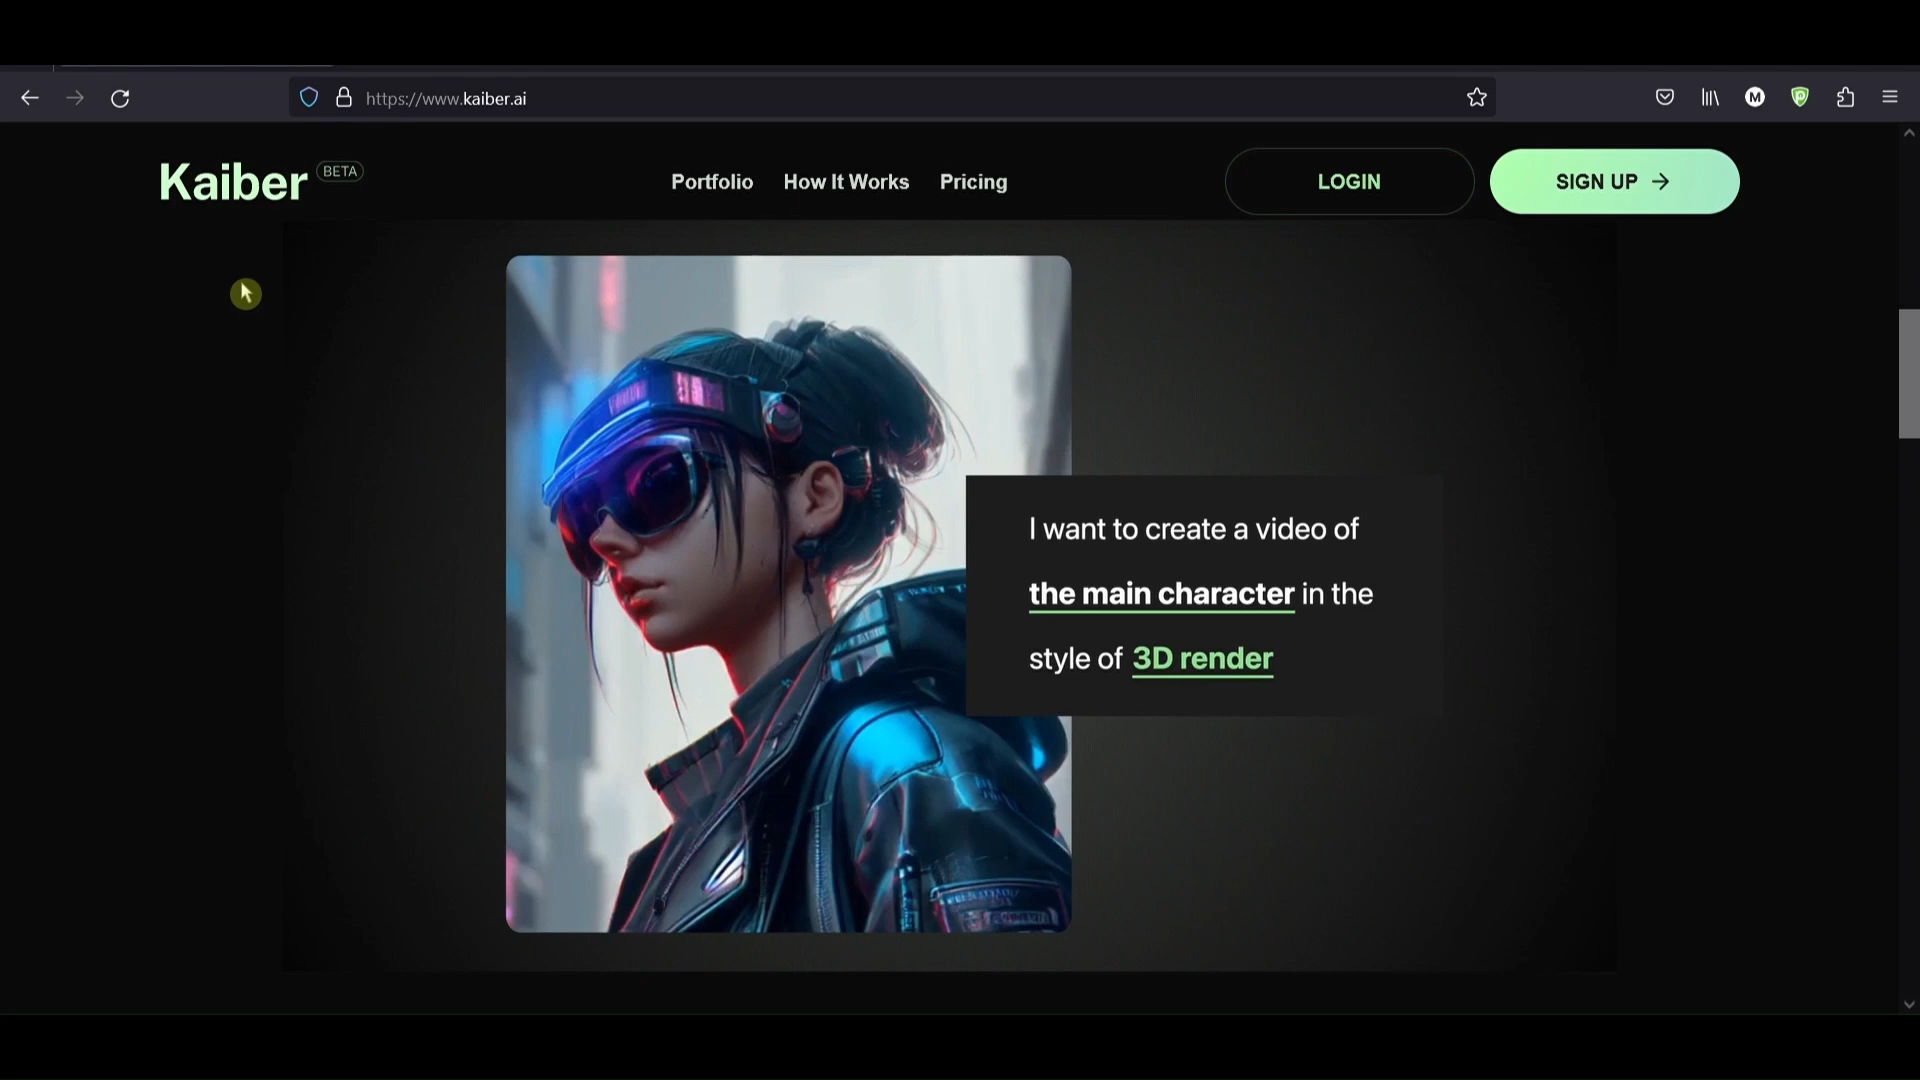 https://www.kaiber.ai
M
Kaiber BETA
Portfolio
How It Works
Pricing
LOGIN
SIGN UP →
I want to create a video of
the main character in the
style of 3D render